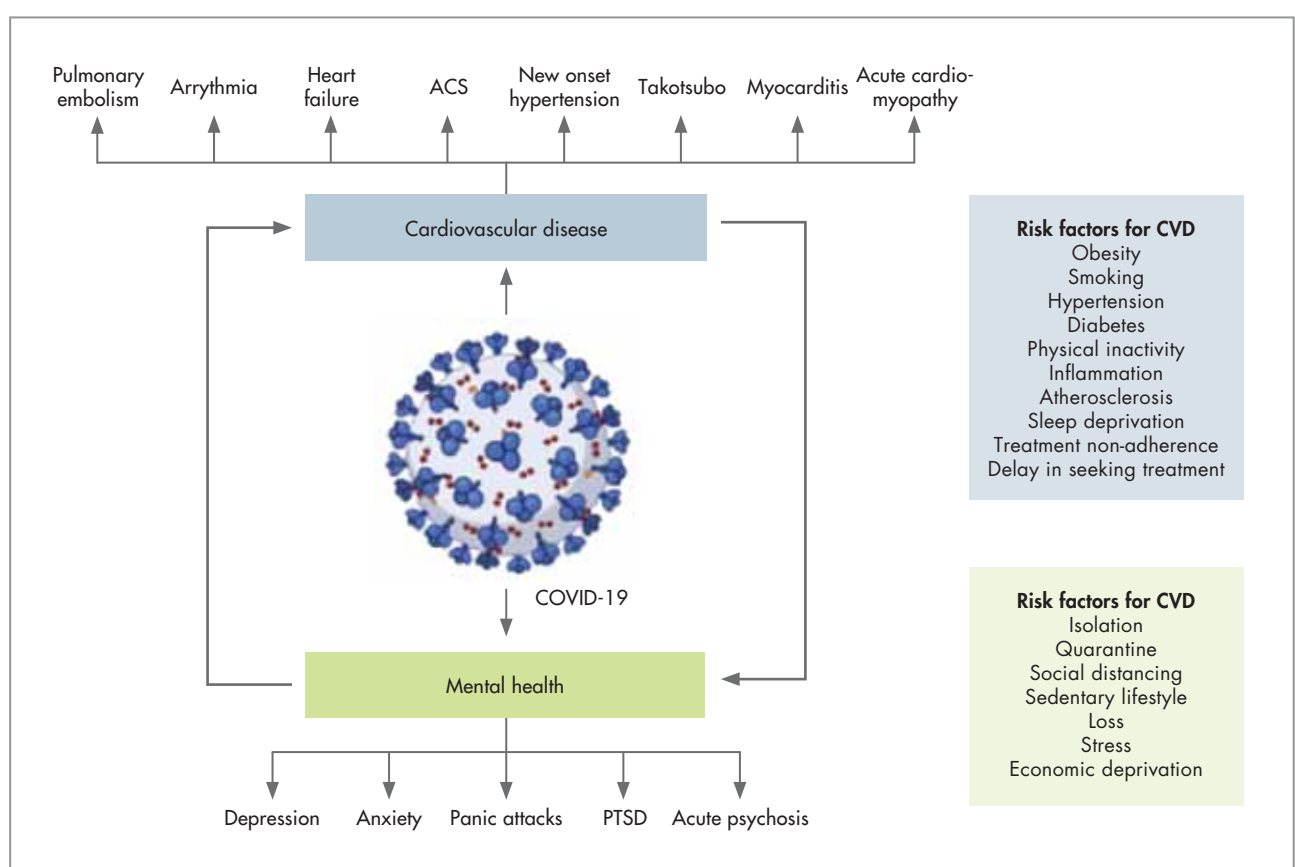 Pulmonary
embolism
Arrythmia
Heart
failure
ACS
New onset
hypertension
Takotsubo
Myocarditis
Acute cardio-
myopathy
Cardiovascular disease
Risk factors for CVD
Obesity
Smoking
Hypertension
Diabetes
Physical inactivity
Inflammation
Atherosclerosis
Sleep deprivation
Treatment non-adherence
Delay in seeking treatment
COVID-19
Mental health
Risk factors for CVD
Isolation
Quarantine
Social distancing
Sedentary lifestyle
Loss
Stress
Economic deprivation
Depression
Anxiety
Panic attacks
PTSD
Acute psychosis